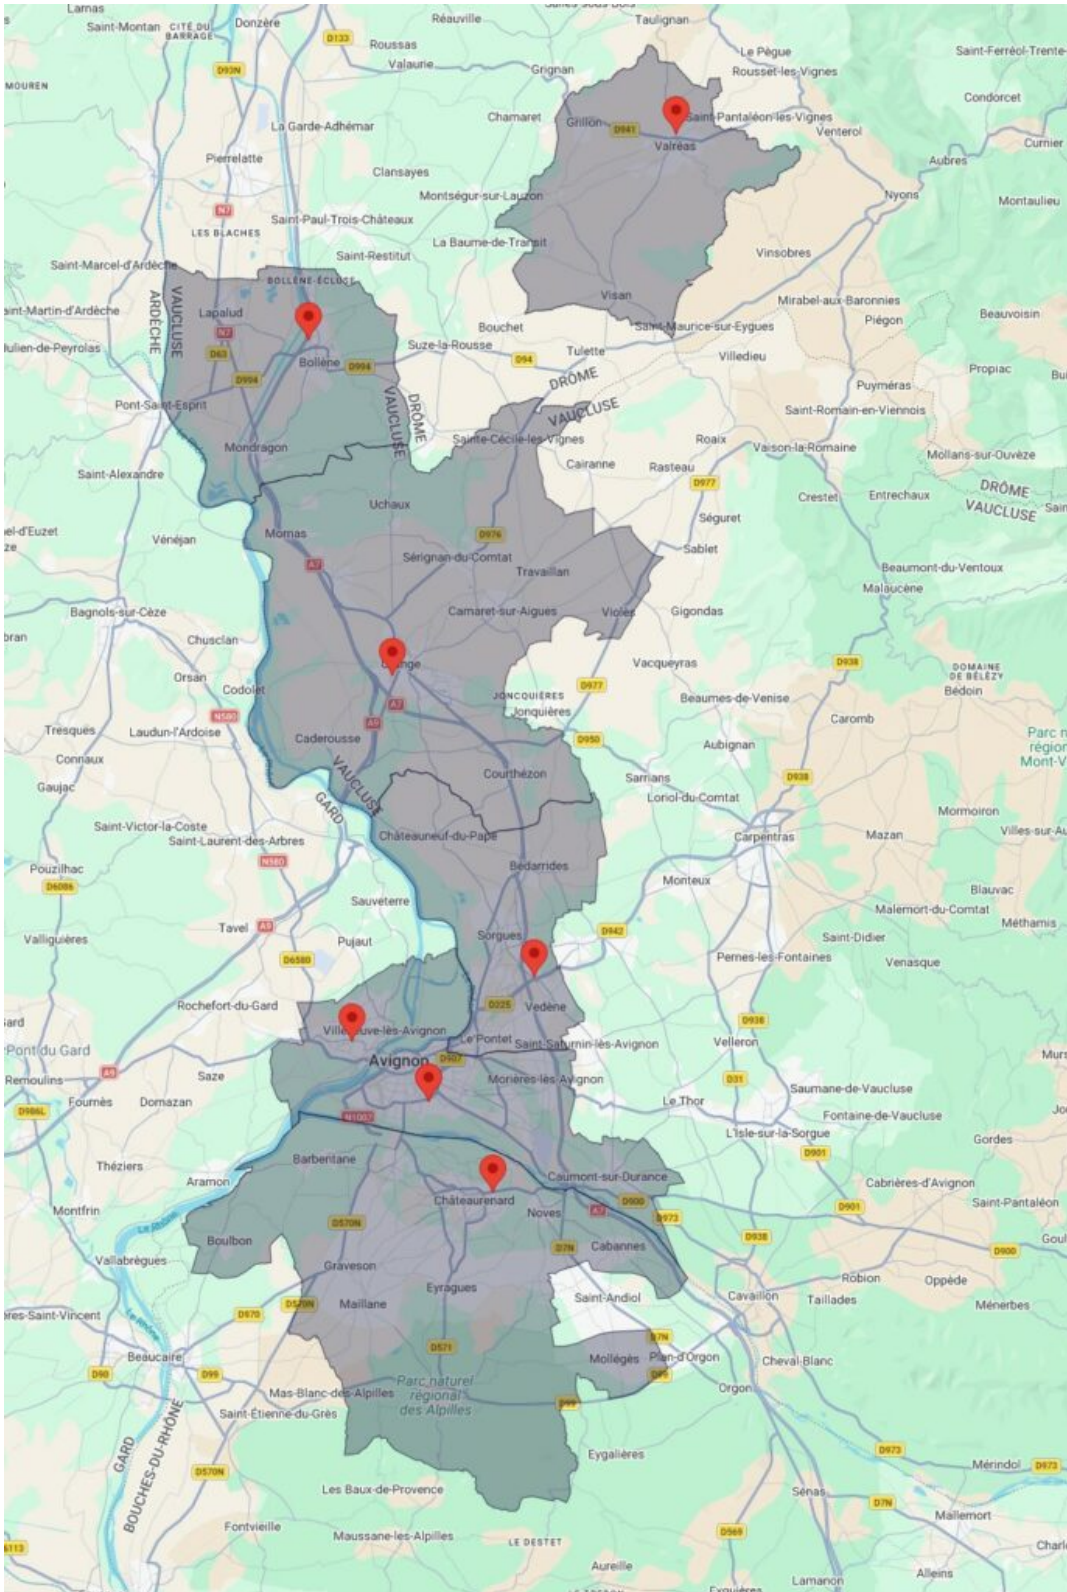 Larnas
Saint-Montan
CITÉ DU
BARRAGE
Donzère
Réauville
Taulignan
D133
Roussas
Valaurie
Grignan
Le Pègue
Rousset-les-Vignes
Saint-Ferréol-Trente-
D93N
Condorcet
La Garde-Adhémar
Chamaret
Grillon
D941
Saint-Pantaléon-les-Vignes
Venterol
Valréas
Curnier
Pierrelatte
Clansayes
Aubres
Montségur-sur-Lauzon
Nyons
Montaulieu
N7
LES BLACHES
Saint-Paul-Trois-Châteaux
La Baume-de-Transit
Saint-Restitut
Vinsobres
Saint-Marcel-d'Ardèche
BOLLÈNE-ÉCLUSE
Visan
Mirabel-aux-Baronnies
aint-Martin-d'Ardèche
ARDÈCHE
VAUCLUSE
Lapalud
Piégon
Beauvoisin
N7
Bouchet
Saint-Maurice-sur-Eygues
Julien-de-Peyrolas
D63
Bollène
D994
Suze-la-Rousse
D94
Tulette
Villedieu
Propiac
D994
DRÔME
VAUCLUSE
Puyméras
DRÔME
VAUCLUSE
Pont-Saint-Esprit
Saint-Romain-en-Viennois
Mondragon
Sainte-Cécile-les-Vignes
Roaix
Vaison-la-Romaine
Mollans-sur-Ouvèze
Cairanne
Rasteau
Saint-Alexandre
D977
DRÔME
VAUCLUSE
Crestet
Entrechaux
Uchaux
Séguret
Mornas
D976
Vénéjan
Sablet
Sérignan-du-Comtat
A7
Travaillan
Beaumont-du-Ventoux
Malaucène
Bagnols-sur-Cèze
Camaret-sur-Aigues
Violès
Gigondas
Chusclan
Vacqueyras
D938
DOMAINE
DE BÉLÉZY
Orsan
Codolet
D977
Bédoin
JONCQUIÈRES
Jonquières
Beaumes-de-Venise
A7
N580
A9
Caromb
Tresques
Laudun-l'Ardoise
Caderousse
D950
Aubignan
Connaux
VAUCLUSE
GARD
Courthézon
Sarrians
D938
Gaujac
Loriol-du-Comtat
Mormoiron
Saint-Victor-la-Coste
Saint-Laurent-des-Arbres
Châteauneuf-du-Pape
Carpentras
Mazan
Pouzilhac
N580
Bédarrides
D6086
Monteux
Blauvac
Sauveterre
Malemort-du-Comtat
Méthamis
Tavel
A9
Valliguières
Pujaut
Sorgues
D942
Saint-Didier
D6580
Pernes-les-Fontaines
Venasque
Rochefort-du-Gard
D225
Vedène
D938
Villeneuve-lès-Avignon
Le Pontet
Saint-Saturnin-lès-Avignon
Velleron
Pont du Gard
Avignon
D907
Remoulins
A9
Saze
Morières-lès-Avignon
D31
Saumane-de-Vaucluse
Fournès
Domazan
Le Thor
D986L
N1007
Fontaine-de-Vaucluse
L'Isle-sur-la-Sorgue
Gordes
Barbentane
D901
Théziers
Aramon
Caumont-sur-Durance
Cabrières-d'Avignon
Châteaurenard
D900
Saint-Pantaléon
Montfrin
Noves
A7
D973
D901
Le Rhône
D570N
Boulbon
D7N
Cabannes
D938
D900
Vallabrègues
Graveson
Eyragues
Robion
Oppède
Saint-Andiol
Cavaillon
Taillades
Ménerbes
D570N
Maillane
D970
Le Rhône
D571
D7N
Beaucaire
Mollégès
Plan-d'Orgon
Cheval-Blanc
D90
D99
D99
Mas-Blanc-des-Alpilles
Parc naturel
régional
des Alpilles
Orgon
D99
Saint-Étienne-du-Grès
GARD
BOUCHES-DU-RHÔNE
Eygalières
D973
Mérindol
D973
D570N
Les Baux-de-Provence
Sénas
D7N
Mallemort
Fontvieille
Maussane-les-Alpilles
LE DESTET
D569
Aureille
Alleins
Lamanon